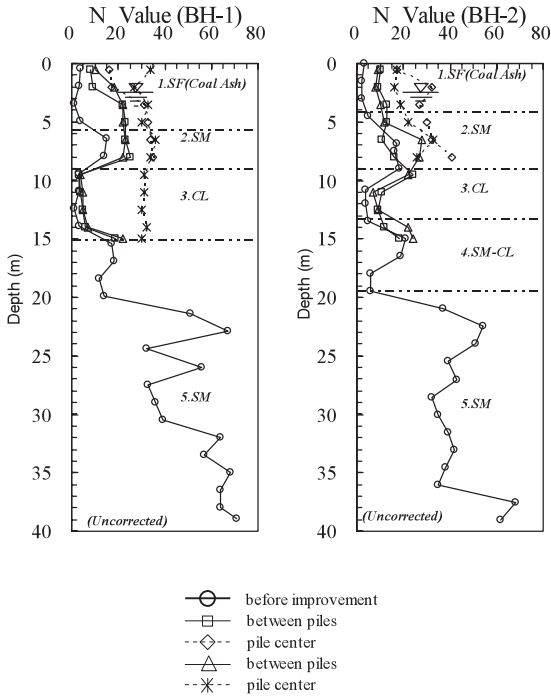 N Value (BH-1)
N Value (BH-2)
0 20 40 60 80
0 20 40 60 80
0
5
10
15
20
25
30
35
40
Depth (m)
1.SF(Coal Ash)
2.SM
3.CL
5.SM
(Uncorrected)
0
5
10
15
20
25
30
35
40
Depth (m)
1.SF(Coal Ash)
2.SM
3.CL
4.SM-CL
5.SM
(Uncorrected)
before improvement
between piles
pile center
between piles
pile center